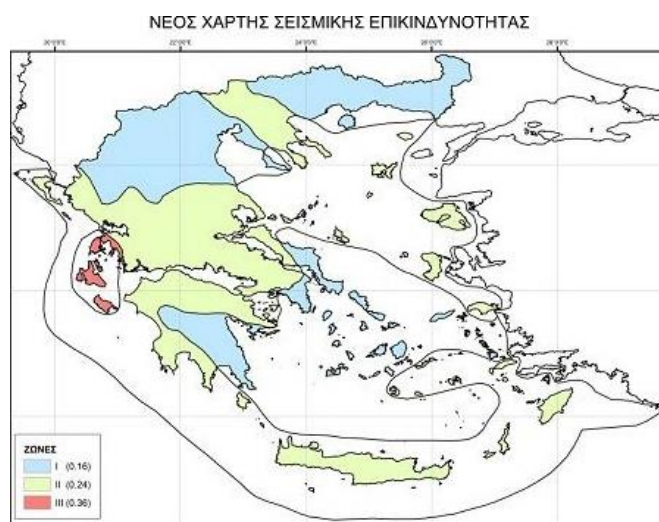 ΝΕΟΣ ΧΑΡΤΗΣ ΣΕΙΣΜΙΚΗΣ ΕΠΙΚΙΝΔΥΝΟΤΗΤΑΣ
ΖΩΝΕΣ
I (0.16)
II (0.24)
III (0.36)